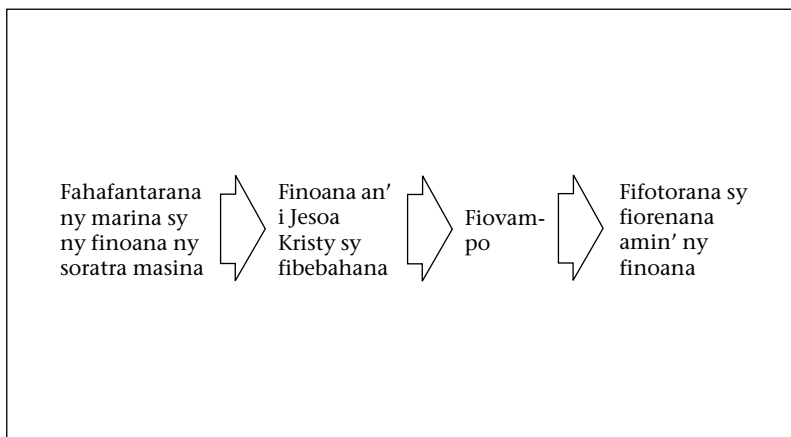 Fahafantarana
ny marina sy
ny finoana ny
soratra masina
Finoana an’
i Jesoa
Kristy sy
fibebahana
Fiovam-
po
Fifotorana sy
fiorenana
amin’ ny
finoana